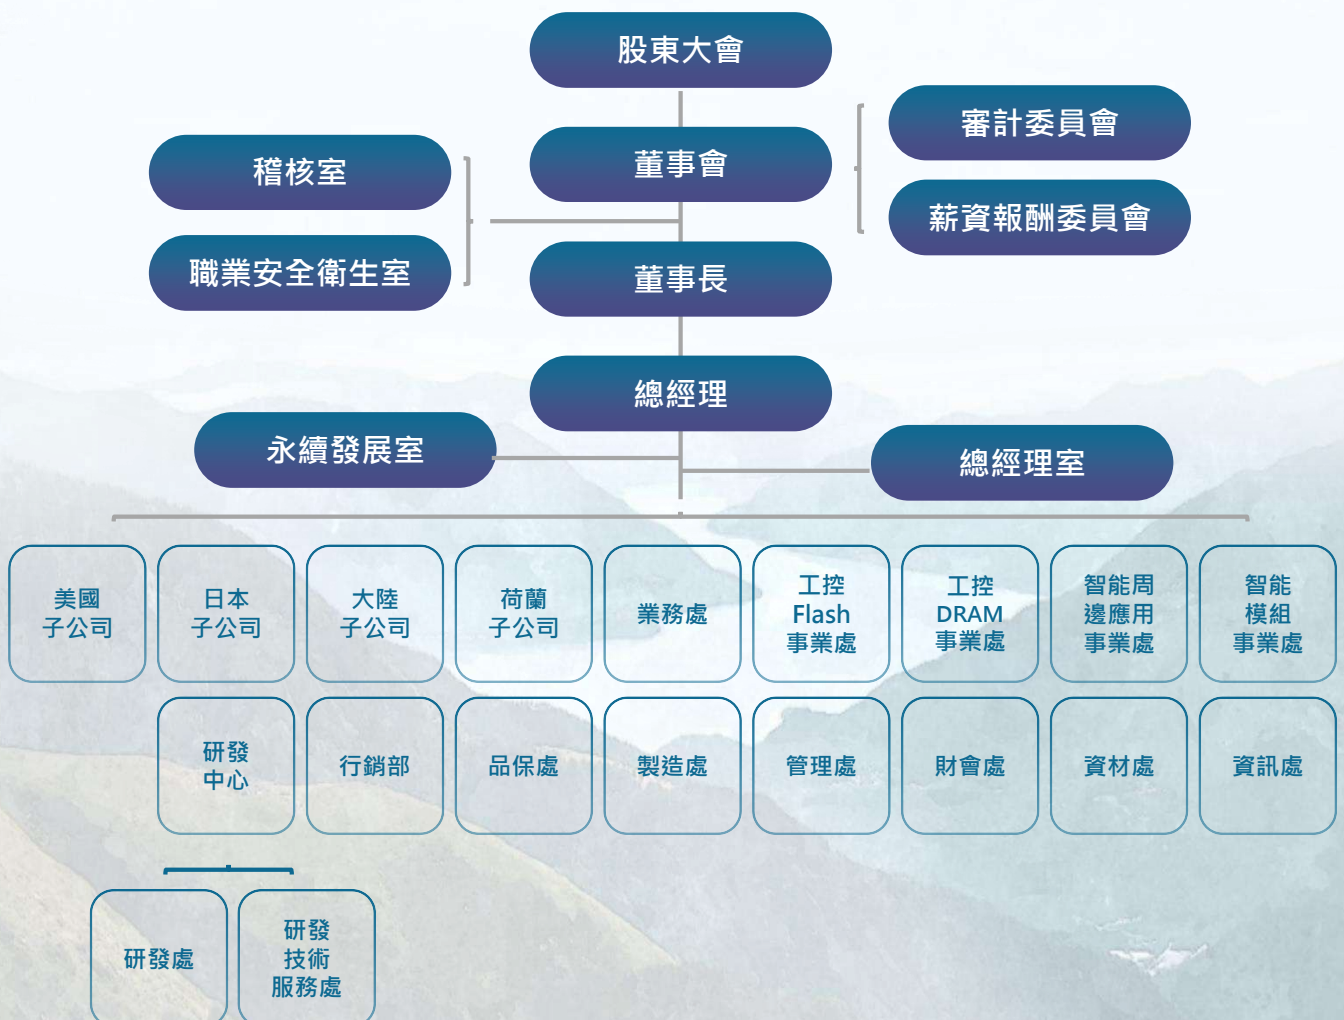 股東大會
審計委員會
董事會
稽核室
薪資報酬委員會
職業安全衛生室
董事長
總經理
永續發展室
總經理室
美國
子公司
日本
子公司
大陸
子公司
荷蘭
子公司
業務處
工控
Flash
事業處
工控
DRAM
事業處
智能周
邊應用
事業處
智能
模組
事業處
研發
中心
行銷部
品保處
製造處
管理處
財會處
資材處
資訊處
研發處
研發
技術
服務處